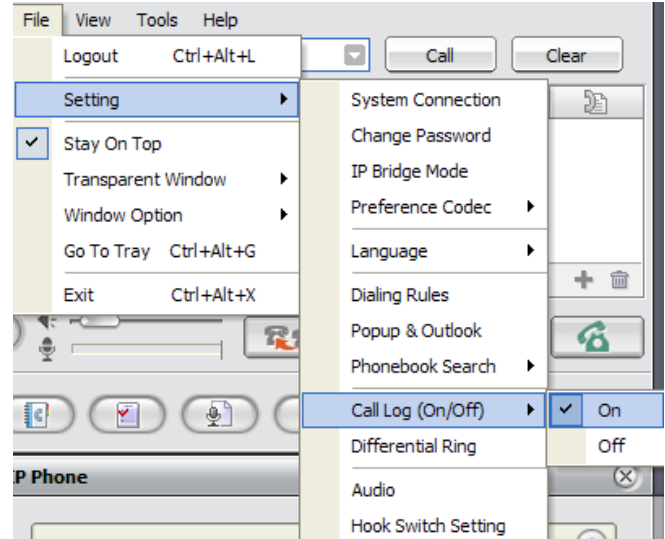 File View Tools Help
Logout Ctrl+Alt+L
Call
Clear
Setting
Stay On Top
Transparent Window
Window Option
Go To Tray Ctrl+Alt+G
Exit Ctrl+Alt+X
System Connection
Change Password
IP Bridge Mode
Preference Codec
Language
Dialing Rules
Popup & Outlook
Phonebook Search
Call Log (On/Off)
Differential Ring
Audio
Hook Switch Setting
On
Off
IP Phone